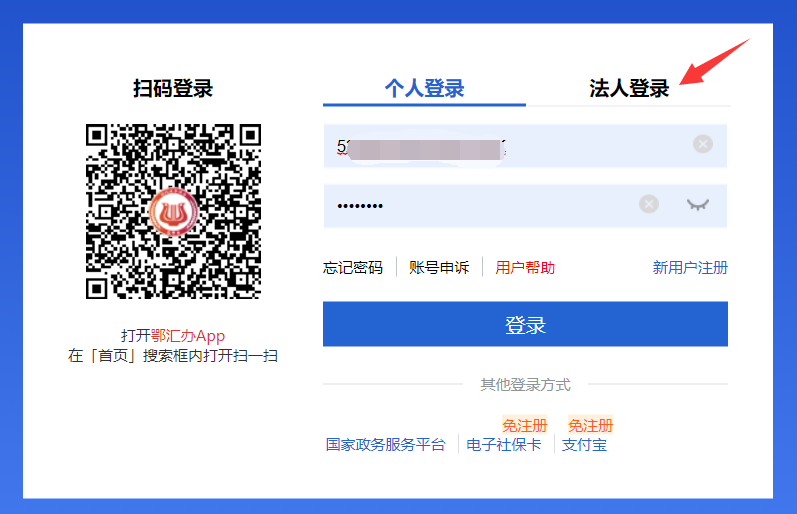 扫码登录
个人登录
法人登录
忘记密码
账号申诉
用户帮助
新用户注册
登录
打开鄂汇办App
在「首页」搜索框内打开扫一扫
其他登录方式
免注册
免注册
国家政务服务平台
电子社保卡
支付宝